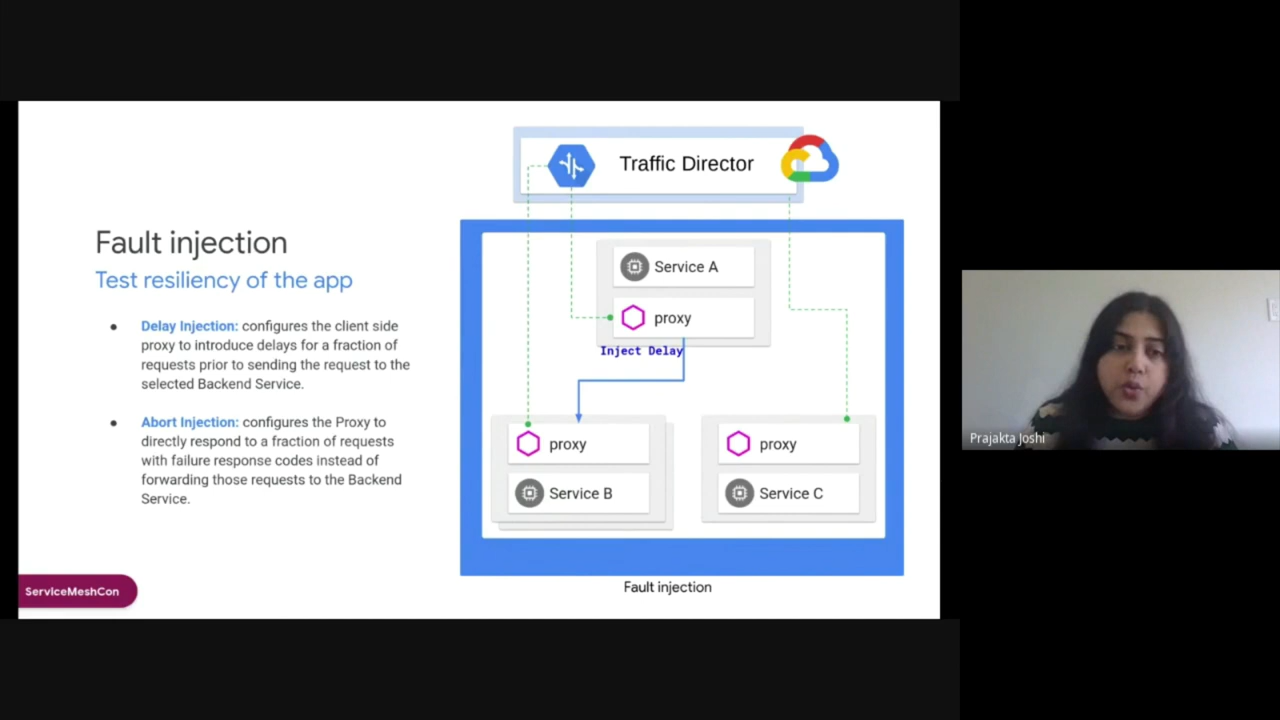 Fault injection
Test resiliency of the app
● Delay Injection: configures the client side
proxy to introduce delays for a fraction of
requests prior to sending the request to the
selected Backend Service.
● Abort Injection: configures the Proxy to
directly respond to a fraction of requests
with failure response codes instead of
forwarding those requests to the Backend
Service.
ServiceMeshCon
Traffic Director
Service A
proxy
Inject Delay
proxy
Service B
proxy
Service C
Fault injection
Prajakta Joshi